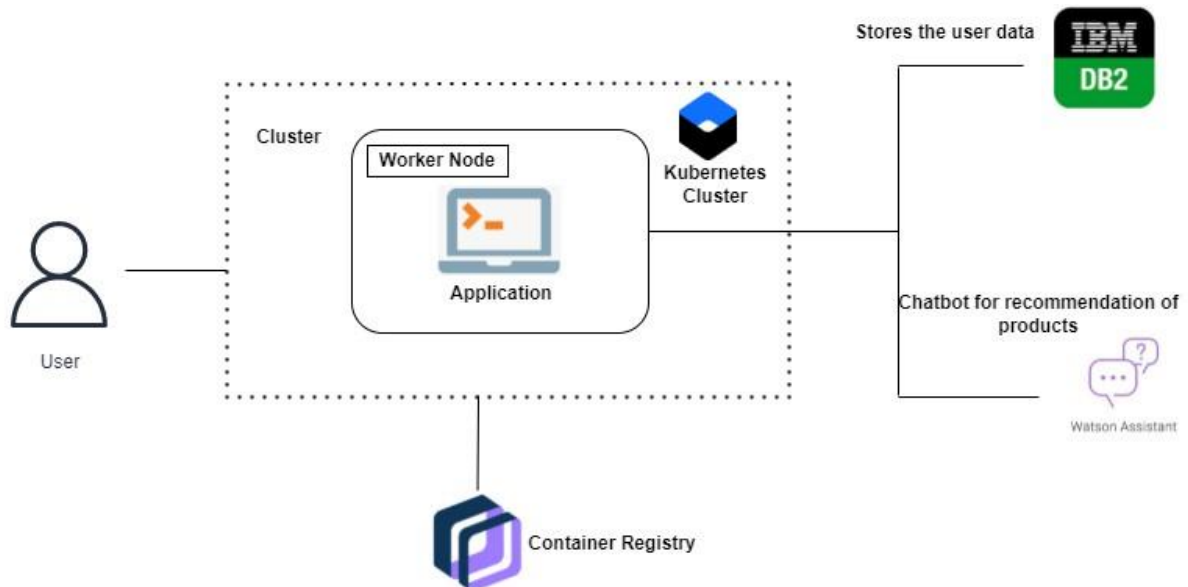 Stores the user data
IBM
DB2
Cluster
Worker Node
Kubernetes
Cluster
>_
Application
User
Chatbot for recommendation of
products
?
Watson Assistant
Container Registry